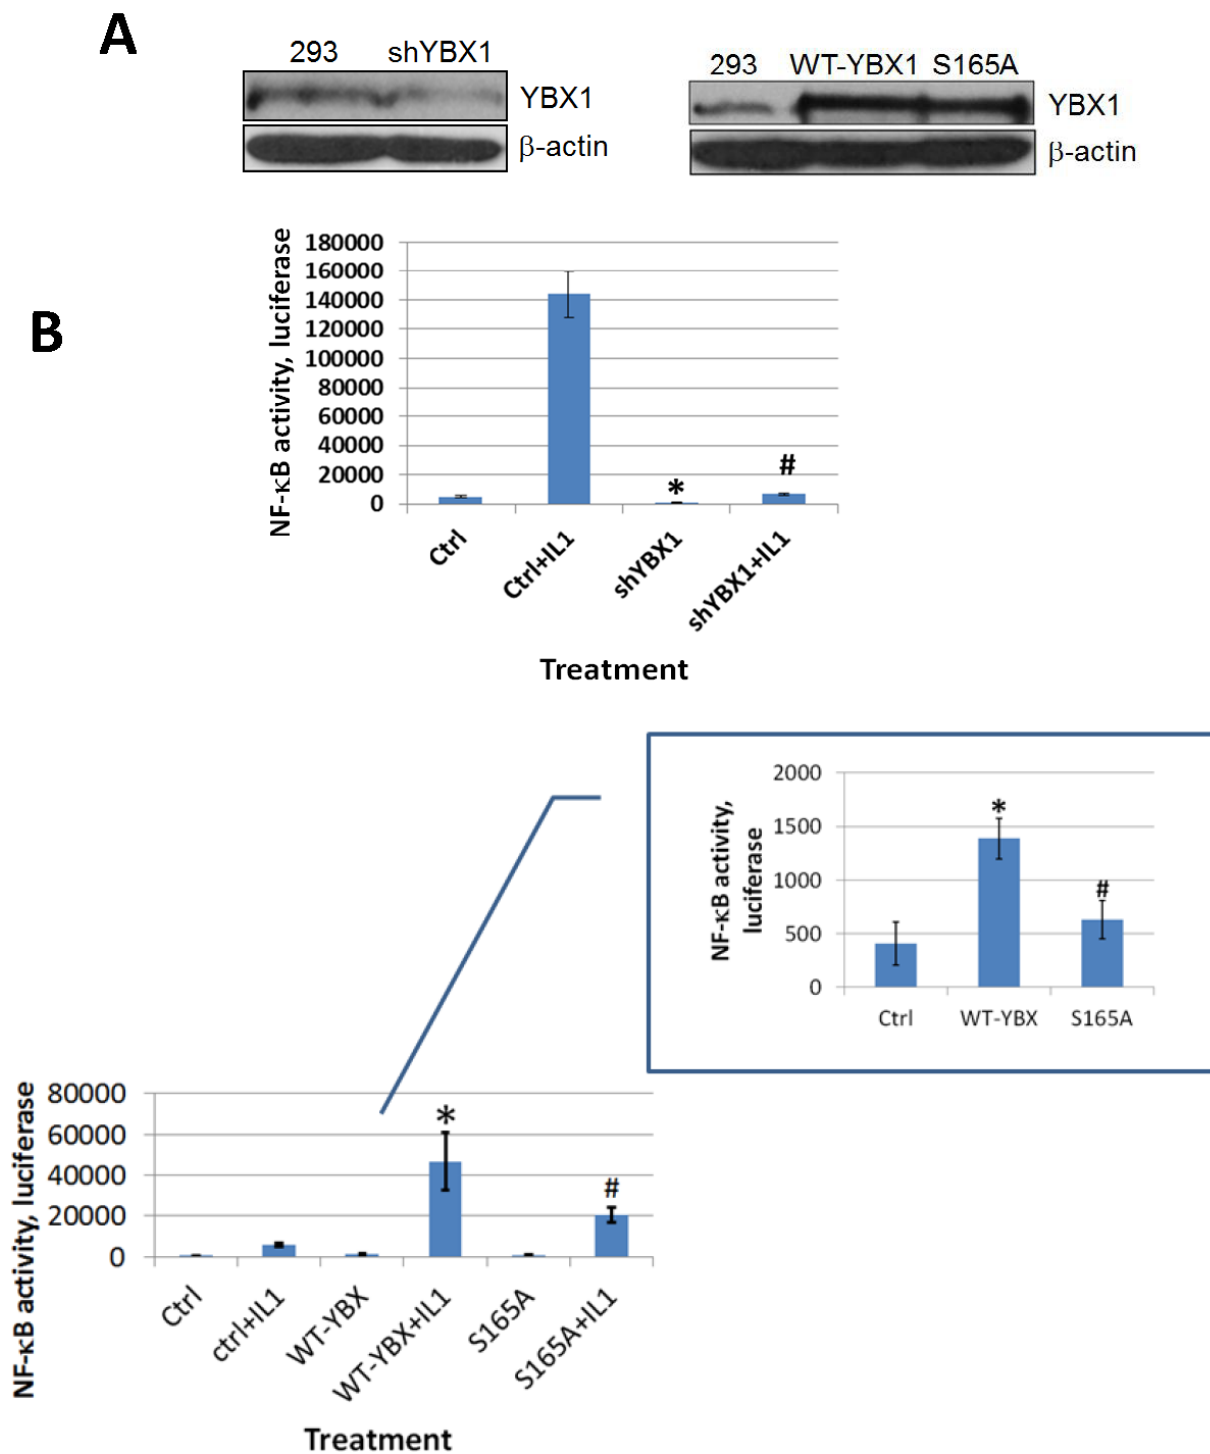 A
293 shYBX1
YBX1
β-actin
293 WT-YBX1 S165A
YBX1
β-actin
B
NF-κB activity, luciferase
180000
160000
140000
120000
100000
80000
60000
40000
20000
0
*
#
Ctrl
Ctrl+IL1
shYBX1
shYBX1+IL1
Treatment
NF-κB activity,
luciferase
2000
1500
1000
500
0
*
#
Ctrl WT-YBX S165A
NF-κB activity, luciferase
80000
60000
40000
20000
0
*
#
Ctrl
ctrl+IL1
WT-YBX
WT-YBX+IL1
S165A
S165A+IL1
Treatment